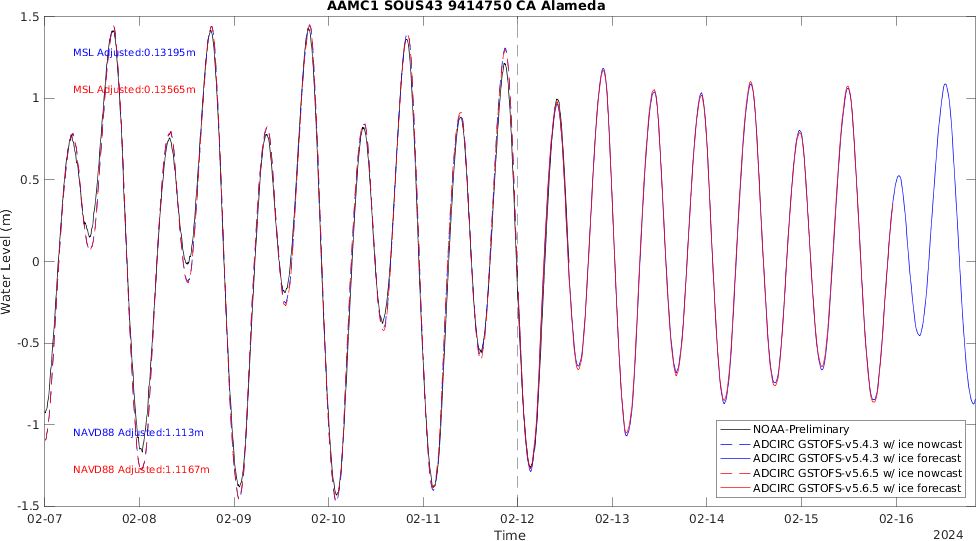 AAMC1 SOUS43 9414750 CA Alameda
1.5
MSL Adjusted:0.13195m
MSL Adjusted:0.13565m
1
0.5
0
-0.5
-1
-1.5
Water Level (m)
NAVD88 Adjusted:1.113m
NAVD88 Adjusted:1.1167m
NOAA-Preliminary
ADCIRC GSTOFS-v5.4.3 w/ ice nowcast
ADCIRC GSTOFS-v5.4.3 w/ ice forecast
ADCIRC GSTOFS-v5.6.5 w/ ice nowcast
ADCIRC GSTOFS-v5.6.5 w/ ice forecast
02-07 02-08 02-09 02-10 02-11 02-12 02-13 02-14 02-15 02-16
Time
2024